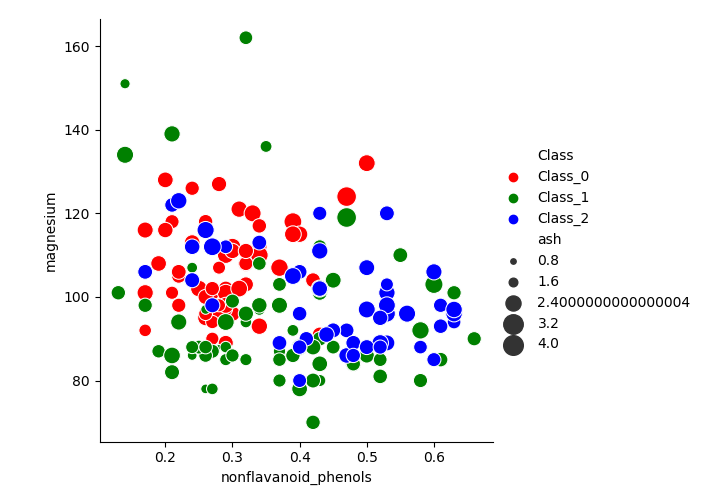 160
140
120
100
80
magnesium
0.2
0.3
0.4
0.5
0.6
nonflavanoid_phenols
Class
Class_0
Class_1
Class_2
ash
0.8
1.6
2.4000000000000004
3.2
4.0